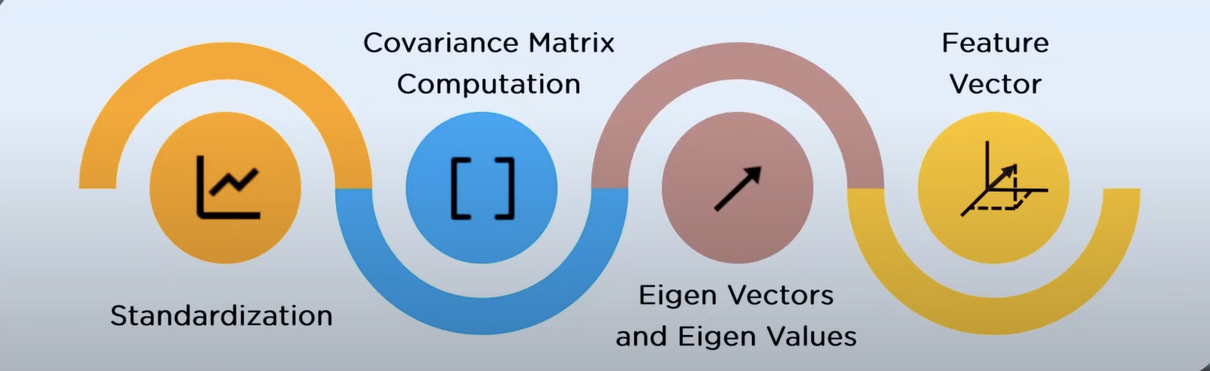 Standardization
Covariance Matrix
Computation
Eigen Vectors
and Eigen Values
Feature
Vector